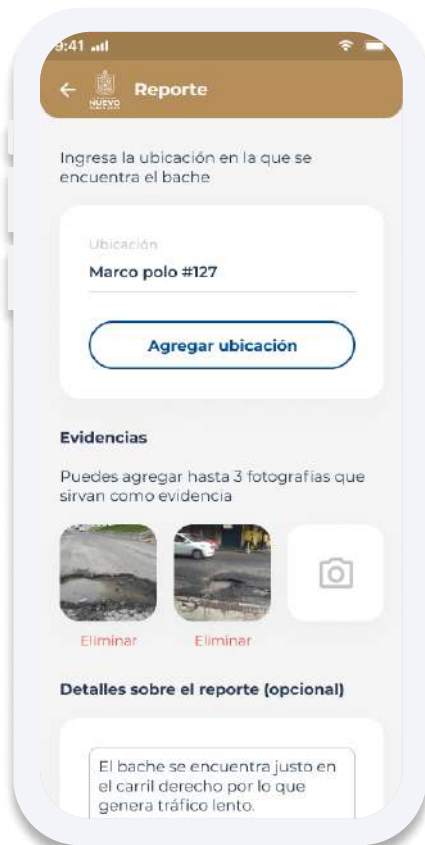 9:41
Reporte
NUEVO
Ingresa la ubicación en la que se
encuentra el bache
Ubicación
Marco polo #127
Agregar ubicación
Evidencias
Puedes agregar hasta 3 fotografías que
sirvan como evidencia
Eliminar Eliminar
Detalles sobre el reporte (opcional)
El bache se encuentra justo en
el carril derecho por lo que
genera tráfico lento.